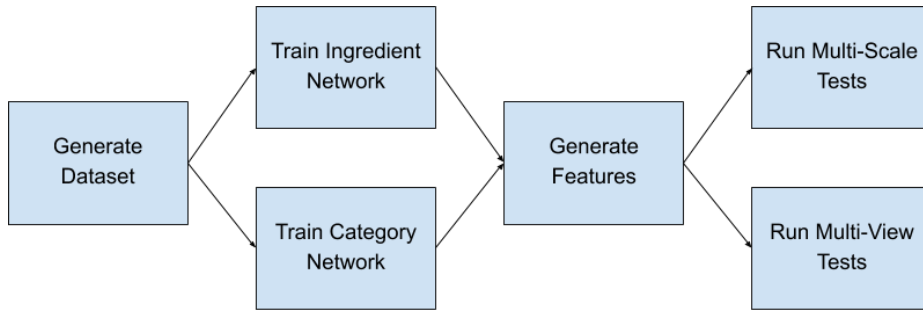 Generate
Dataset
Train Ingredient
Network
Train Category
Network
Generate
Features
Run Multi-Scale
Tests
Run Multi-View
Tests